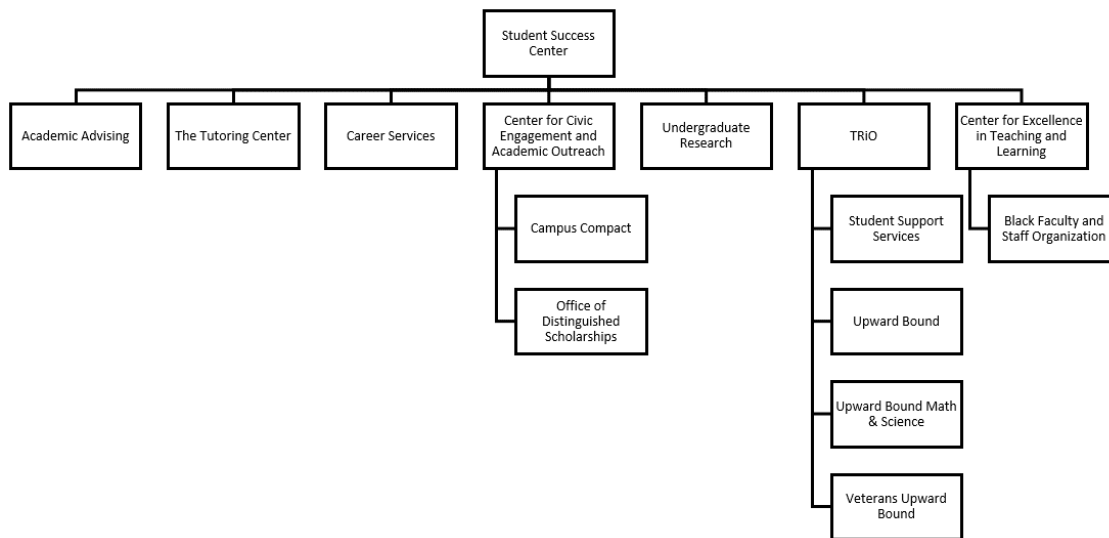 Student Success
Center
Academic Advising
The Tutoring Center
Career Services
Center for Civic
Engagement and
Academic Outreach
Undergraduate
Research
TRiO
Center for Excellence
in Teaching and
Learning
Campus Compact
Office of
Distinguished
Scholarships
Student Support
Services
Upward Bound
Upward Bound Math
& Science
Veterans Upward
Bound
Black Faculty and
Staff Organization